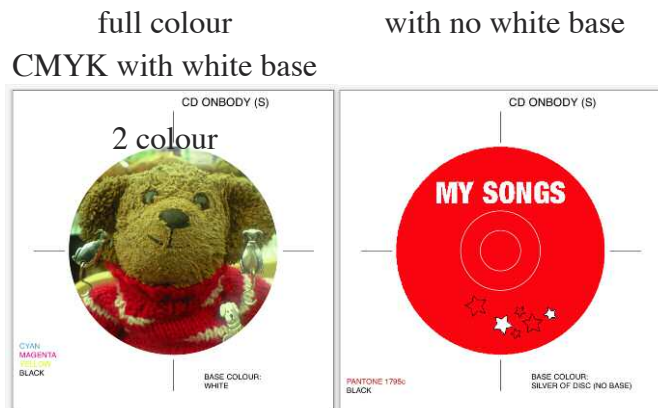 full colour
CMYK with white base
with no white base
CD ONBODY (S)
2 colour
CYAN
MAGENTA
YELLOW
BLACK
BASE COLOUR:
WHITE
CD ONBODY (S)
MY SONGS
PANTONE 1795c
BLACK
BASE COLOUR:
SILVER OF DISC (NO BASE)